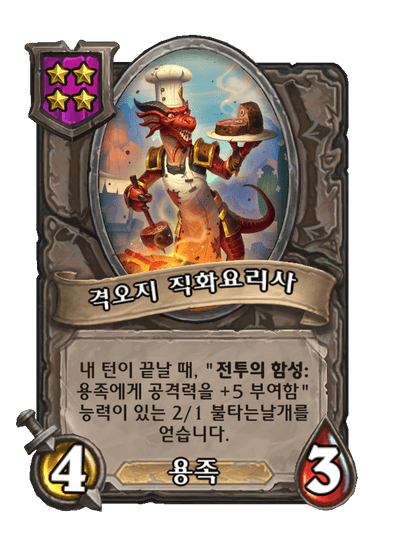 격오지 직화요리사
내 턴이 끝날 때, "전투의 함성:
용족에게 공격력을 +5 부여함"
능력이 있는 2/1 불타는날개를
얻습니다.
4
용족
3